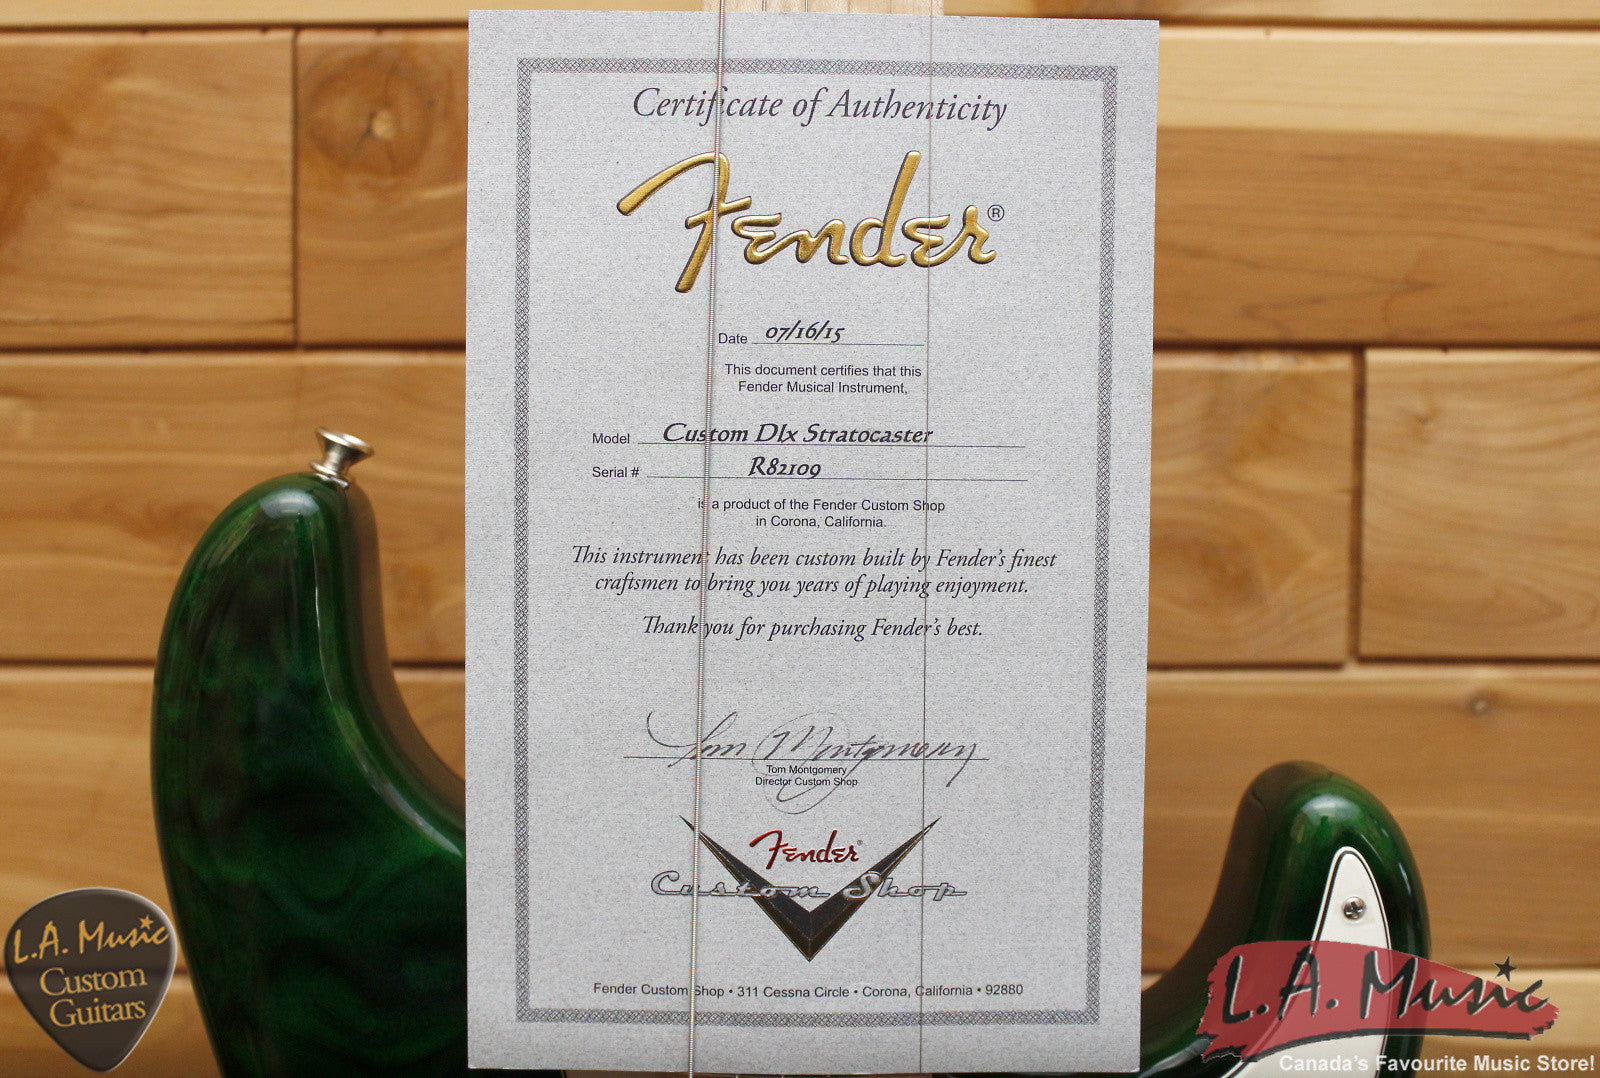 Certificate of Authenticity
Fender®
Date 07/16/15
This document certifies that this
Fender Musical Instrument,
Model Custom Dlx Stratocaster
Serial # R82109
is a product of the Fender Custom Shop
in Corona, California.
This instrument has been custom built by Fender's finest
craftsmen to bring you years of playing enjoyment.
Thank you for purchasing Fender's best.
Tom Montgomery
Tom Montgomery
Director Custom Shop
Fender®
Custom Shop
Fender Custom Shop • 311 Cessna Circle • Corona, California • 92880
L.A. Music
Custom
Guitars
L.A. Music
Canada's Favourite Music Store!